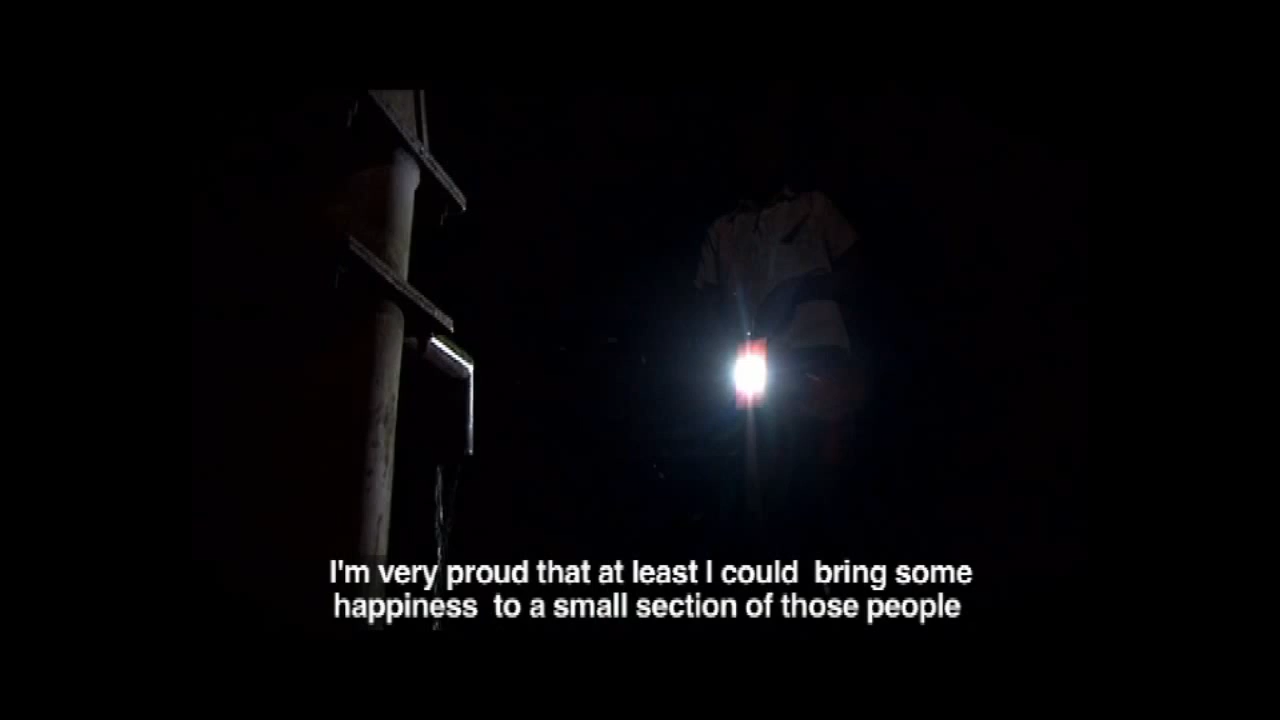 I'm very proud that at least I could  bring some
happiness  to a small section of those people